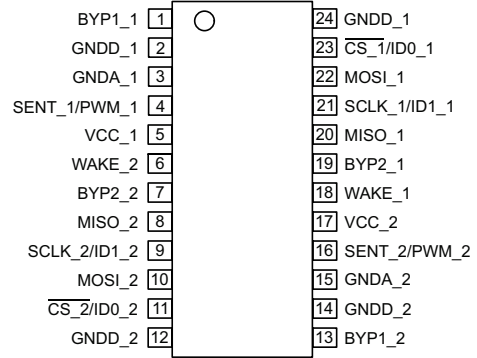 BYP1_1 1 24 GNDD_1
GNDD_1 2 23 CS_1/ID0_1
GNDA_1 3 22 MOSI_1
SENT_1/PWM_1 4 21 SCLK_1/ID1_1
VCC_1 5 20 MISO_1
WAKE_2 6 19 BYP2_1
BYP2_2 7 18 WAKE_1
MISO_2 8 17 VCC_2
SCLK_2/ID1_2 9 16 SENT_2/PWM_2
MOSI_2 10 15 GNDA_2
CS_2/ID0_2 11 14 GNDD_2
GNDD_2 12 13 BYP1_2